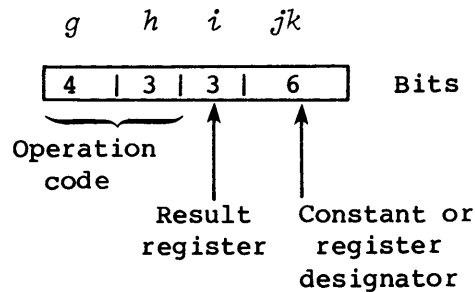 g h i jk
4 | 3 | 3 | 6 Bits
Operation
code
Result
register
Constant or
register
designator